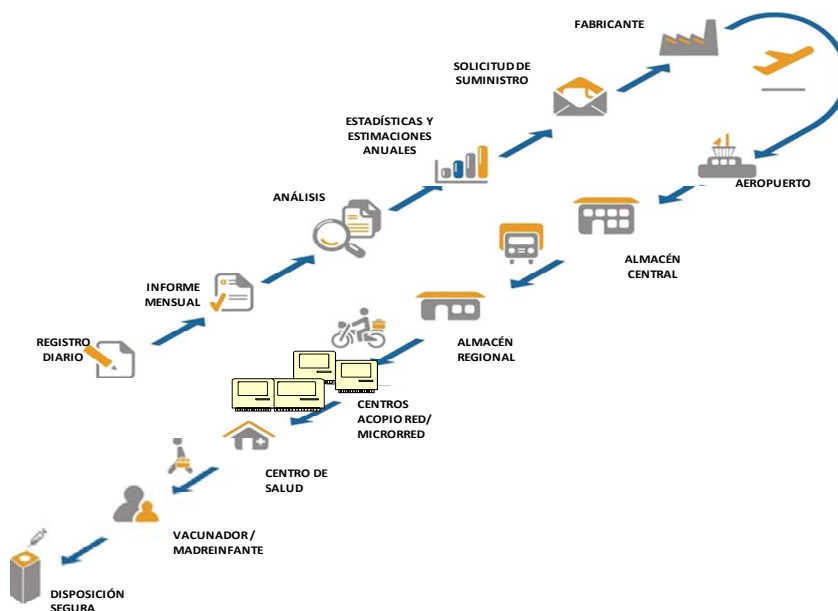 FABRICANTE
SOLICITUD DE
SUMINISTRO
ESTADÍSTICAS Y
ESTIMACIONES
ANUALES
AEROPUERTO
ANÁLISIS
ALMACÉN
CENTRAL
INFORME
MENSUAL
REGISTRO
DIARIO
ALMACÉN
REGIONAL
CENTROS
ACOPIO RED/
MICRORRED
CENTRO DE
SALUD
VACUNADOR /
MADREINFANTE
DISPOSICIÓN
SEGURA